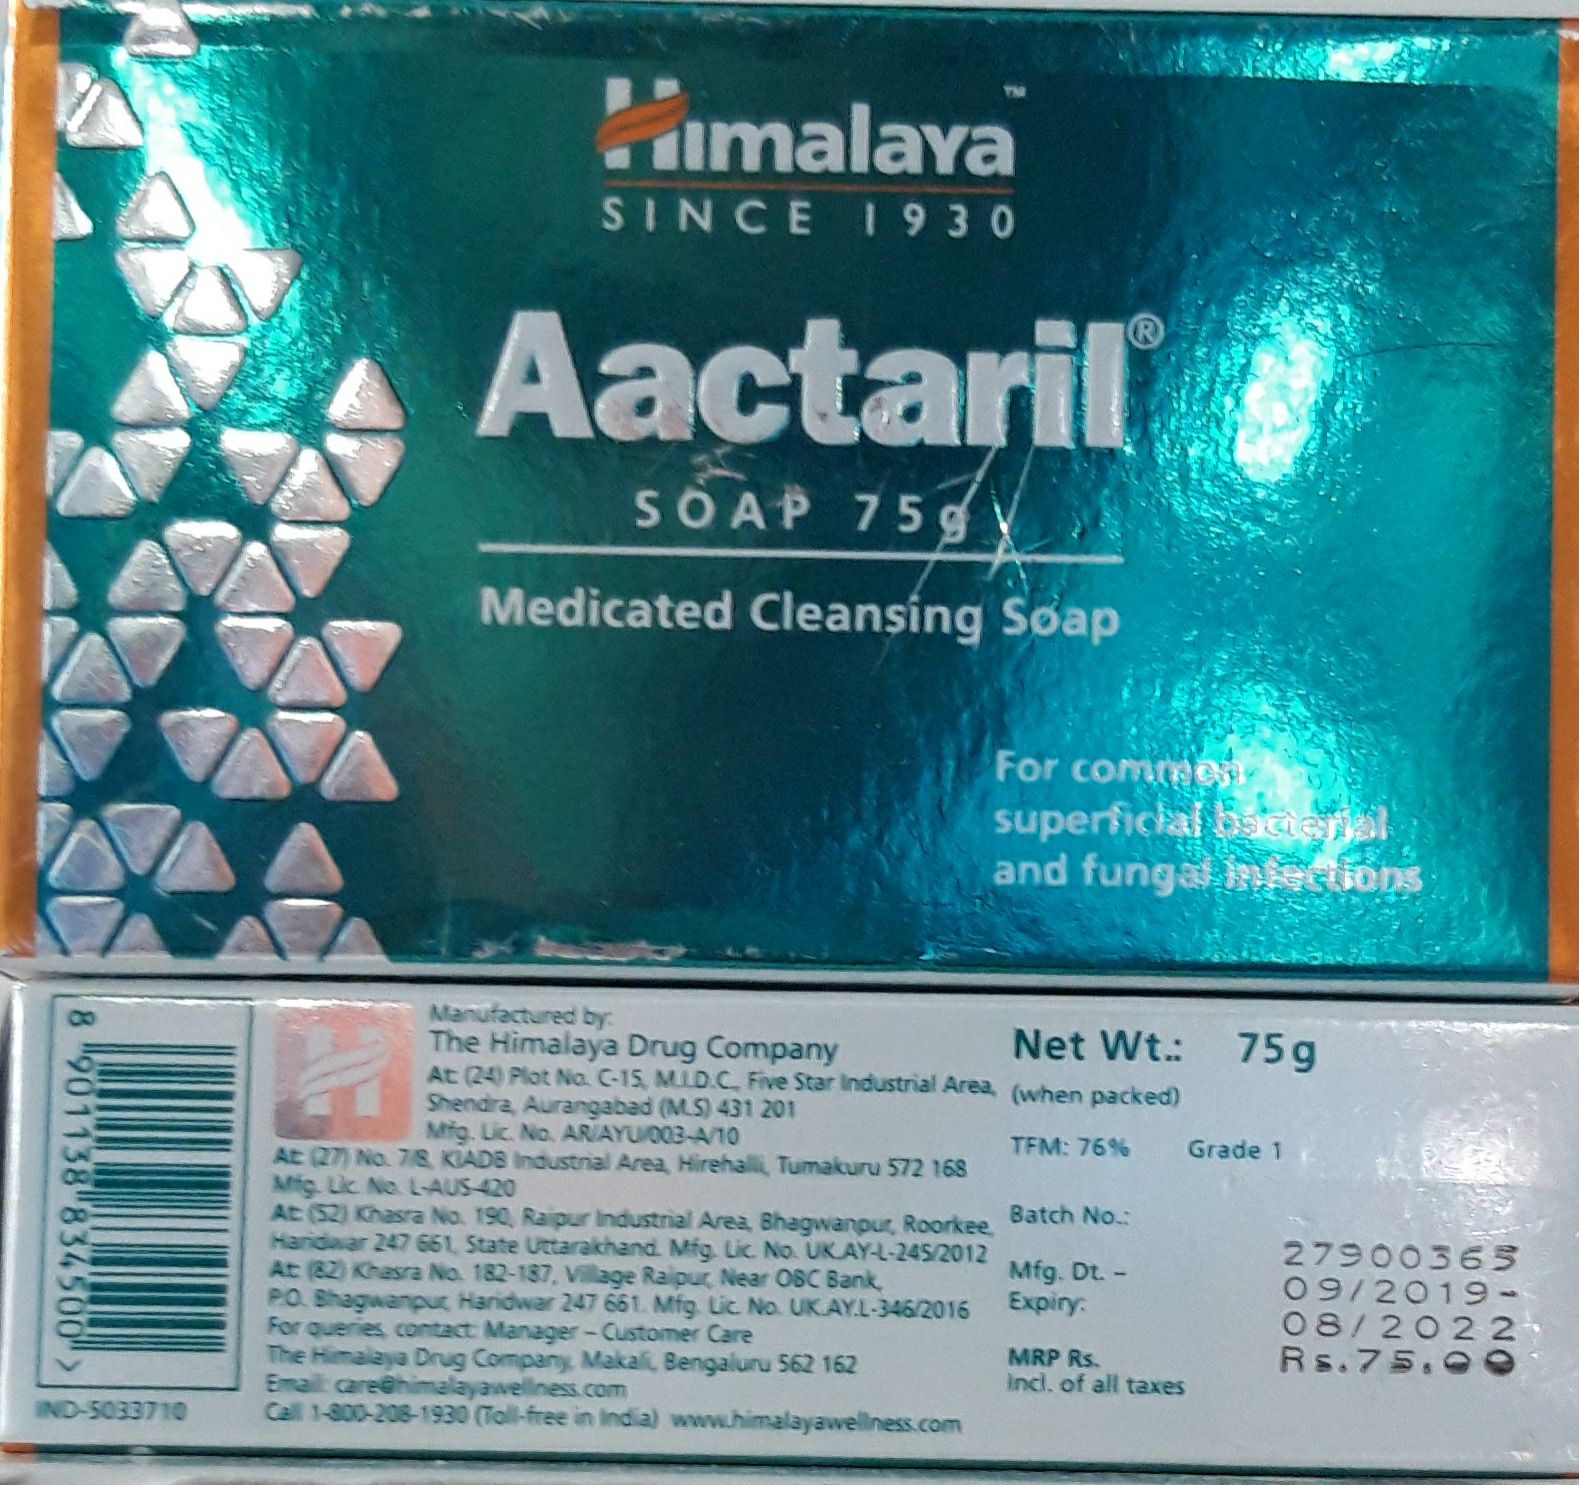 Himalaya™
SINCE 1930
Aactaril®
SOAP 75g
Medicated Cleansing Soap
For common
superficial bacterial
and fungal infections
8 901138 834500 >
IND-5033710
Manufactured by:
The Himalaya Drug Company
At: (24) Plot No. C-15, M.I.D.C., Five Star Industrial Area,
Shendra, Aurangabad (M.S) 431 201
Mfg. Lic. No. AR/AYU/003-A/10
At: (27) No. 7/8, KIADB Industrial Area, Hirehalli, Tumakuru 572 168
Mfg. Lic. No. L-AUS-420
At: (52) Khasra No. 190, Raipur Industrial Area, Bhagwanpur, Roorkee,
Haridwar 247 661, State Uttarakhand. Mfg. Lic. No. UK.AY-L-245/2012
At: (82) Khasra No. 182-187, Village Raipur, Near OBC Bank,
P.O. Bhagwanpur, Haridwar 247 661. Mfg. Lic. No. UK.AY.L-346/2016
For queries, contact: Manager – Customer Care
The Himalaya Drug Company, Makali, Bengaluru 562 162
Email: care@himalayawellness.com
Call 1-800-208-1930 (Toll-free in India) www.himalayawellness.com
Net Wt.: 75g
(when packed)
TFM: 76% Grade 1
Batch No.: 27900365
Mfg. Dt. – 09/2019-
Expiry: 08/2022
MRP Rs. Rs.75.00
incl. of all taxes